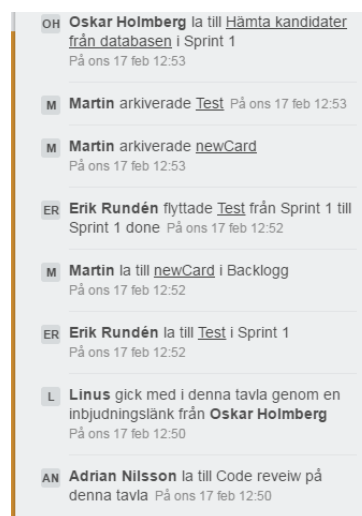 OH Oskar Holmberg la till Hämta kandidater
från databasen i Sprint 1
På ons 17 feb 12:53
M Martin arkiverade Test På ons 17 feb 12:53
M Martin arkiverade newCard
På ons 17 feb 12:53
ER Erik Rundén flyttade Test från Sprint 1 till
Sprint 1 done På ons 17 feb 12:52
M Martin la till newCard i Backlogg
På ons 17 feb 12:52
ER Erik Rundén la till Test i Sprint 1
På ons 17 feb 12:52
L Linus gick med i denna tavla genom en
inbjudningslänk från Oskar Holmberg
På ons 17 feb 12:50
AN Adrian Nilsson la till Code reveiw på
denna tavla På ons 17 feb 12:50